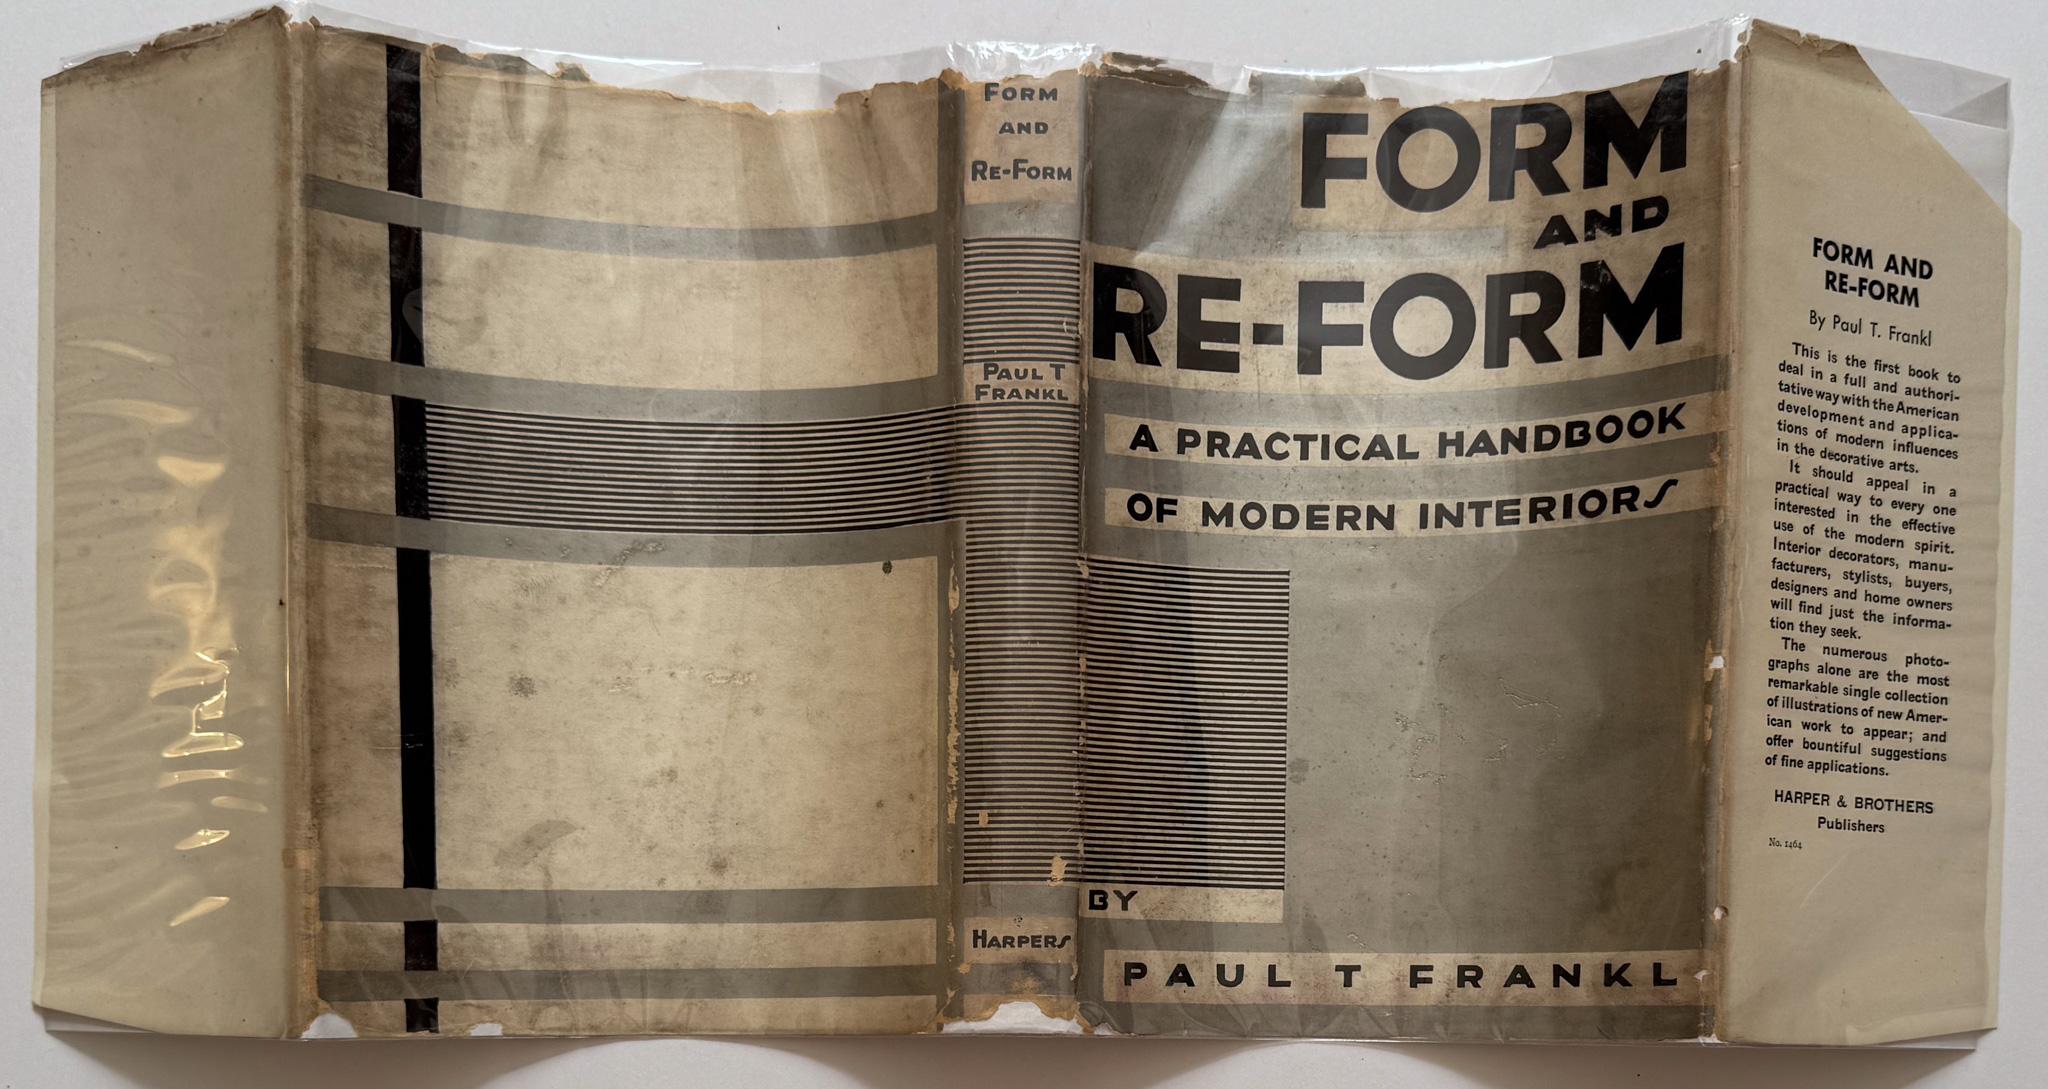 FORM
AND
RE-FORM
PAUL T
FRANKL
HARPERS
FORM
AND
RE-FORM
A PRACTICAL HANDBOOK
OF MODERN INTERIORS
BY
PAUL T FRANKL
FORM AND
RE-FORM
By Paul T. Frankl
This is the first book to
deal in a full and authori-
tative way with the American
development and applica-
tions of modern influences
in the decorative arts.
It should appeal in a
practical way to every one
interested in the effective
use of the modern spirit.
Interior decorators, manu-
facturers, stylists, buyers,
designers and home owners
will find just the informa-
tion they seek.
The numerous photo-
graphs alone are the most
remarkable single collection
of illustrations of new Amer-
ican work to appear; and
offer bountiful suggestions
of fine applications.
HARPER & BROTHERS
Publishers
No. 1464